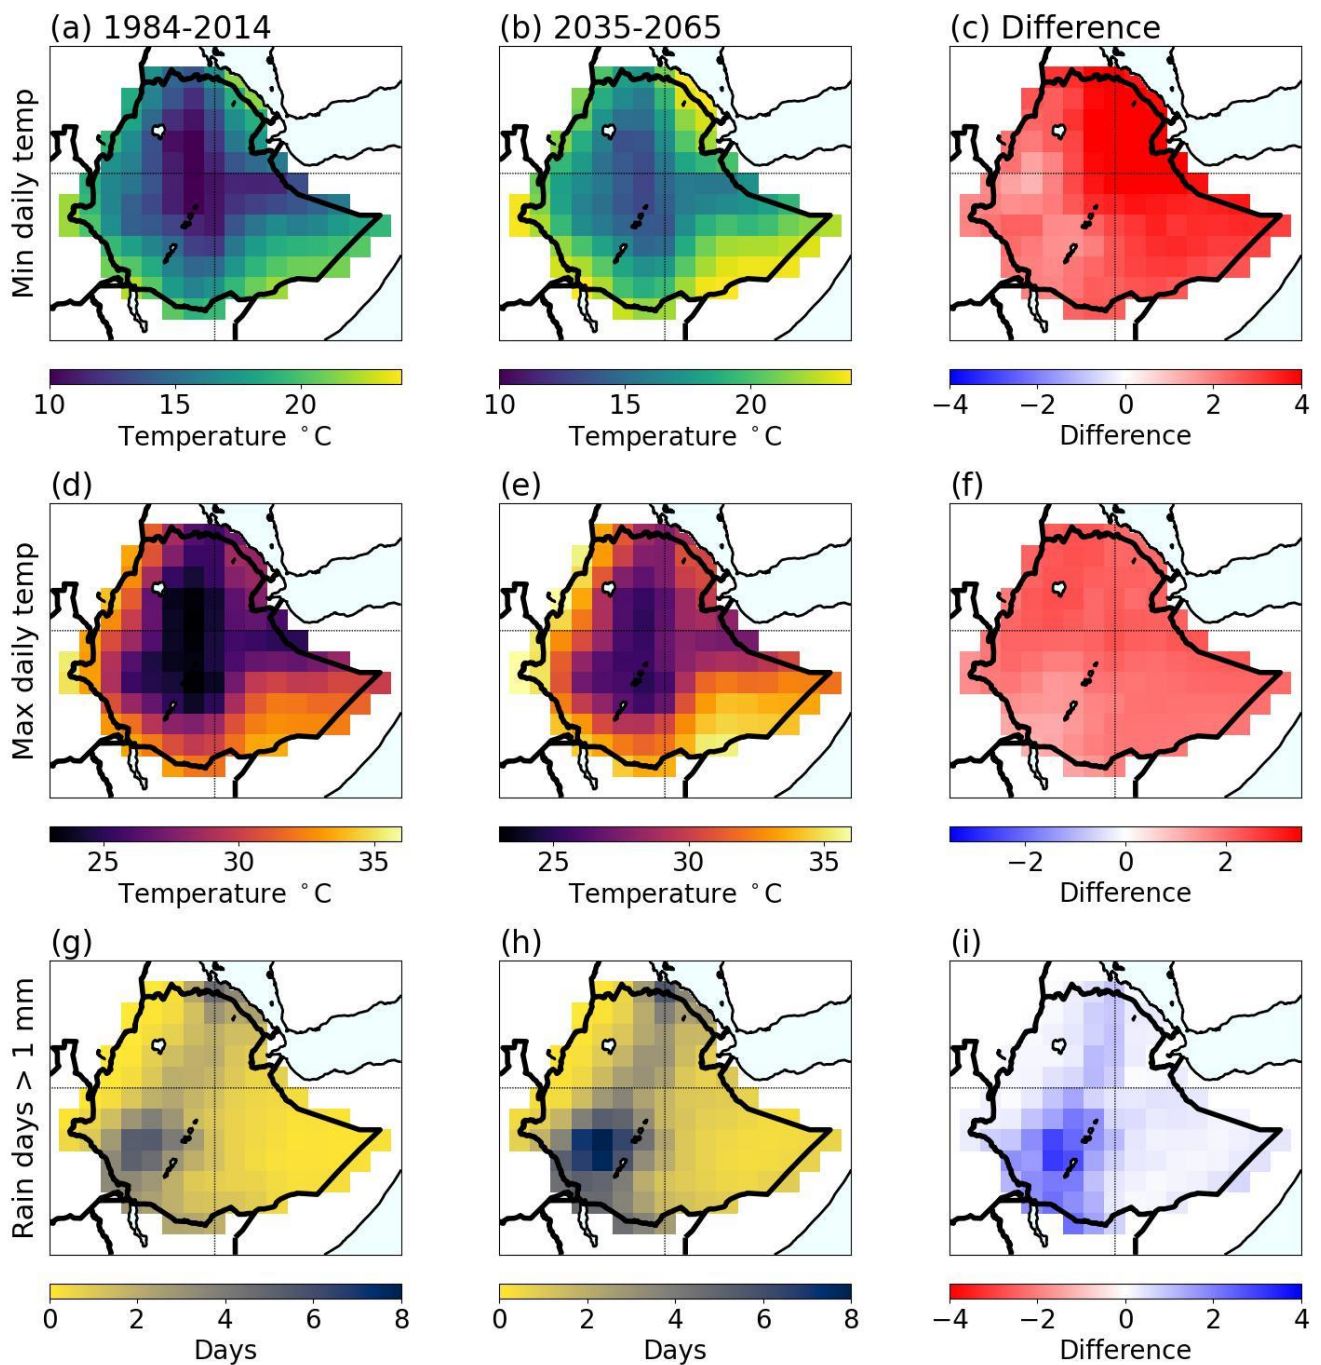 (a) 1984-2014
(b) 2035-2065
(c) Difference
Min daily temp
10 15 20
Temperature °C
10 15 20
Temperature °C
−4 −2 0 2 4
Difference
(d)
(e)
(f)
Max daily temp
25 30 35
Temperature °C
25 30 35
Temperature °C
−2 0 2
Difference
(g)
(h)
(i)
Rain days > 1 mm
0 2 4 6 8
Days
0 2 4 6 8
Days
−4 −2 0 2 4
Difference